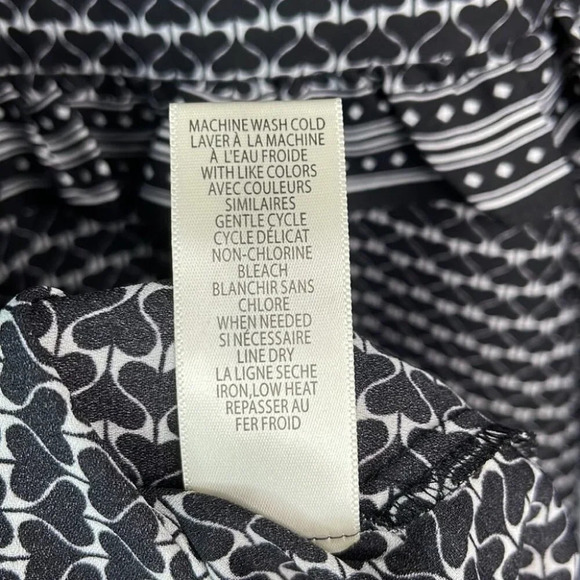 MACHINE WASH COLD
LAVER À LA MACHINE
À L'EAU FROIDE
WITH LIKE COLORS
AVEC COULEURS
SIMILAIRES
GENTLE CYCLE
CYCLE DÉLICAT
NON-CHLORINE
BLEACH
BLANCHIR SANS
CHLORE
WHEN NEEDED
SI NÉCESSAIRE
LINE DRY
LA LIGNE SECHE
IRON,LOW HEAT
REPASSER AU
FER FROID